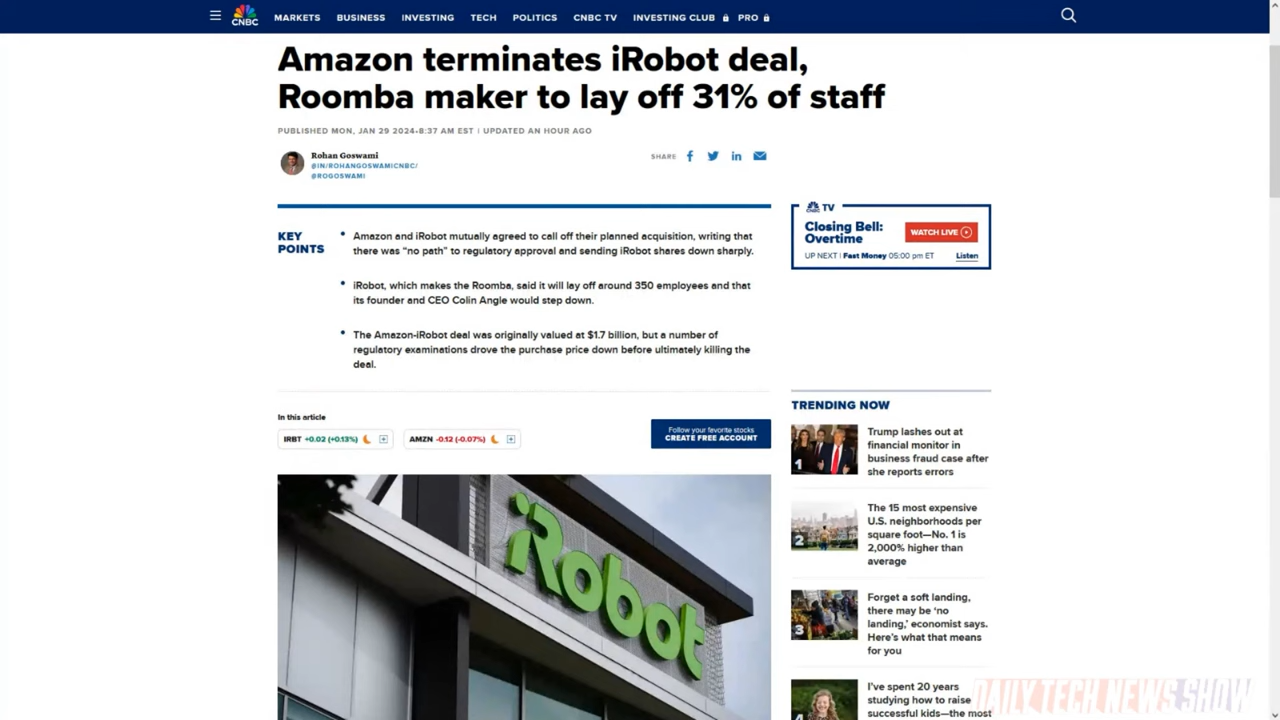 CNBC
MARKETS BUSINESS INVESTING TECH POLITICS CNBC TV INVESTING CLUB PRO
Amazon terminates iRobot deal,
Roomba maker to lay off 31% of staff
PUBLISHED MON, JAN 29 2024•8:37 AM EST | UPDATED AN HOUR AGO
Rohan Goswami
@IN/ROHANGOSWAMICNBC/
@ROGOSWAMI
SHARE
KEY
POINTS
• Amazon and iRobot mutually agreed to call off their planned acquisition, writing that
there was “no path” to regulatory approval and sending iRobot shares down sharply.
• iRobot, which makes the Roomba, said it will lay off around 350 employees and that
its founder and CEO Colin Angle would step down.
• The Amazon-iRobot deal was originally valued at $1.7 billion, but a number of
regulatory examinations drove the purchase price down before ultimately killing the
deal.
In this article
IRBT +0.02 (+0.13%)
AMZN -0.12 (-0.07%)
Follow your favorite stocks
CREATE FREE ACCOUNT
iRobot
TV
Closing Bell:
Overtime
WATCH LIVE
UP NEXT | Fast Money 05:00 pm ET
Listen
TRENDING NOW
1
Trump lashes out at
financial monitor in
business fraud case after
she reports errors
2
The 15 most expensive
U.S. neighborhoods per
square foot—No. 1 is
2,000% higher than
average
3
Forget a soft landing,
there may be ‘no
landing,’ economist says.
Here’s what that means
for you
4
I’ve spent 20 years
studying how to raise
successful kids—the most
DAILY TECH NEWS SHOW